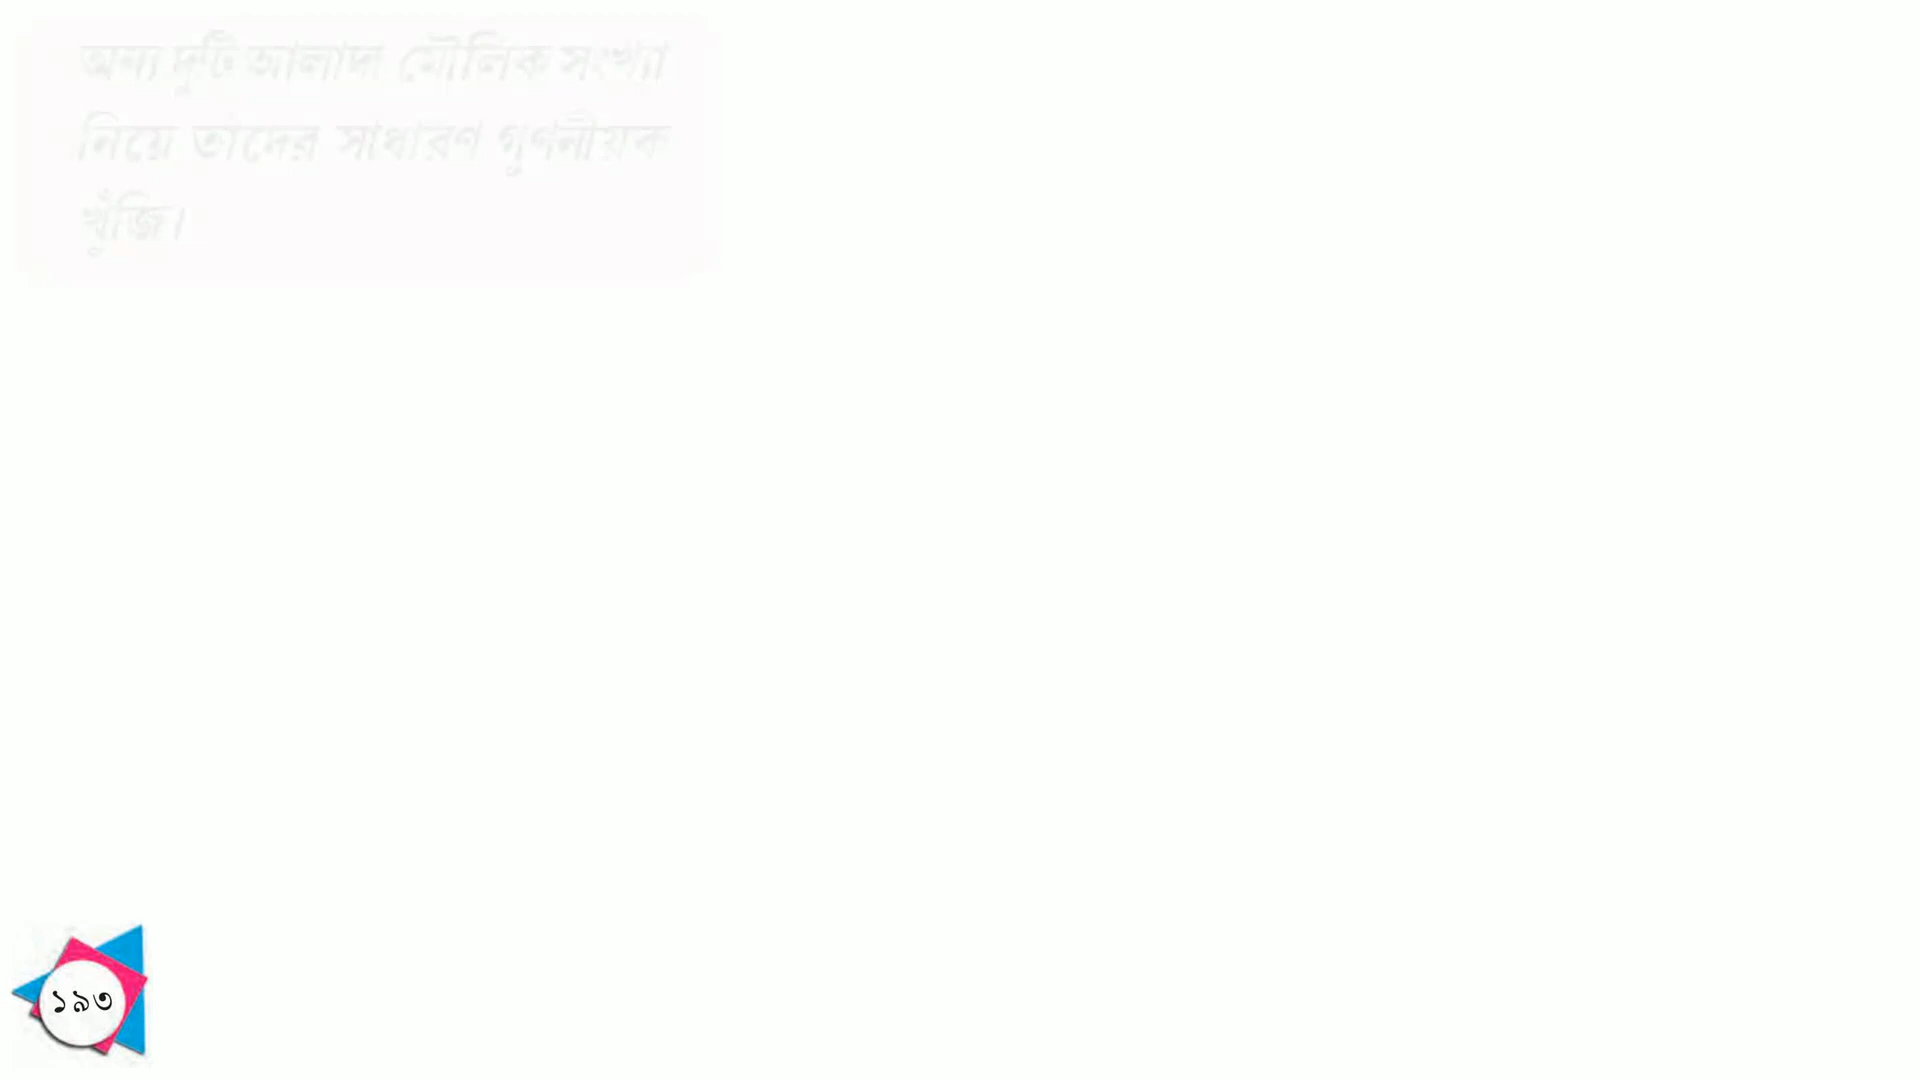 অন্য দুটি আলাদা মৌলিক সংখ্যা
নিয়ে তাদের সাধারণ গুণনীয়ক
খুঁজি।
১৯৩